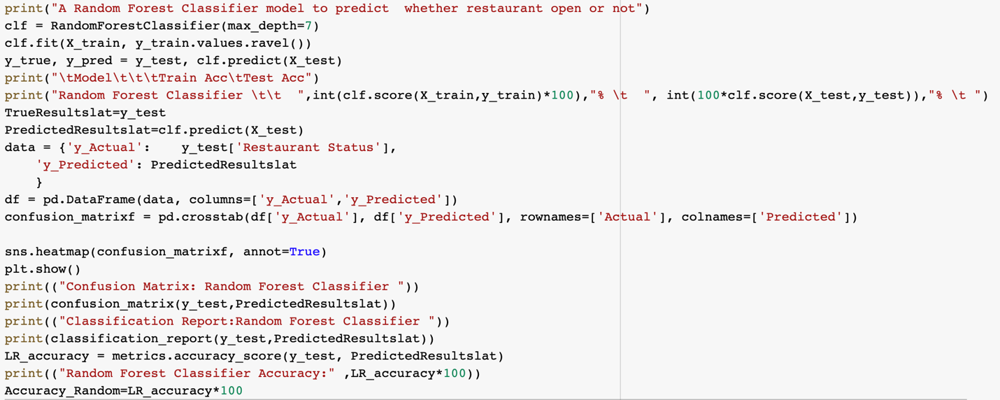 print("A Random Forest Classifier model to predict  whether restaurant open or not")
clf = RandomForestClassifier(max_depth=7)
clf.fit(X_train, y_train.values.ravel())
y_true, y_pred = y_test, clf.predict(X_test)
print("\tModel\t\t\tTrain Acc\tTest Acc")
print("Random Forest Classifier \t\t  ",int(clf.score(X_train,y_train)*100),"% \t  ", int(100*clf.score(X_test,y_test)),"% \t ")
TrueResultslat=y_test
PredictedResultslat=clf.predict(X_test)
data = {'y_Actual':    y_test['Restaurant Status'],
    'y_Predicted': PredictedResultslat
    }
df = pd.DataFrame(data, columns=['y_Actual','y_Predicted'])
confusion_matrixf = pd.crosstab(df['y_Actual'], df['y_Predicted'], rownames=['Actual'], colnames=['Predicted'])

sns.heatmap(confusion_matrixf, annot=True)
plt.show()
print(("Confusion Matrix: Random Forest Classifier "))
print(confusion_matrix(y_test,PredictedResultslat))
print(("Classification Report:Random Forest Classifier "))
print(classification_report(y_test,PredictedResultslat))
LR_accuracy = metrics.accuracy_score(y_test, PredictedResultslat)
print(("Random Forest Classifier Accuracy:" ,LR_accuracy*100))
Accuracy_Random=LR_accuracy*100